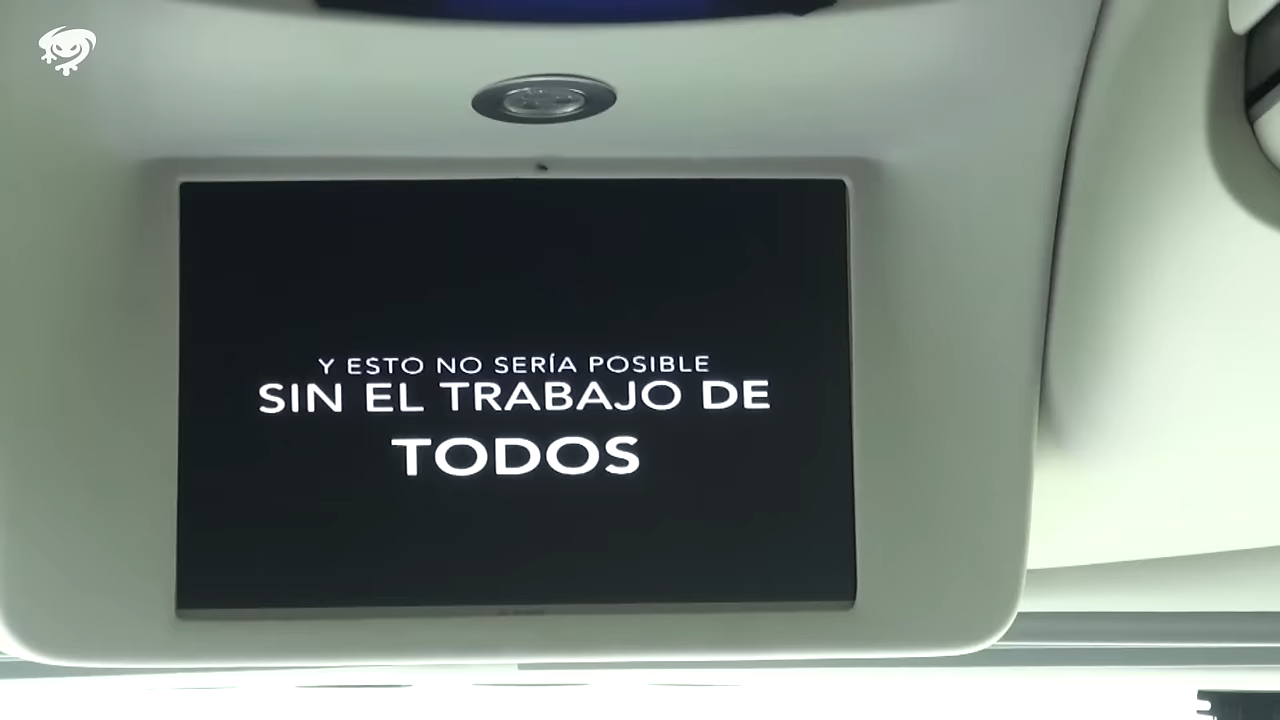 Y ESTO NO SERÍA POSIBLE
SIN EL TRABAJO DE
TODOS